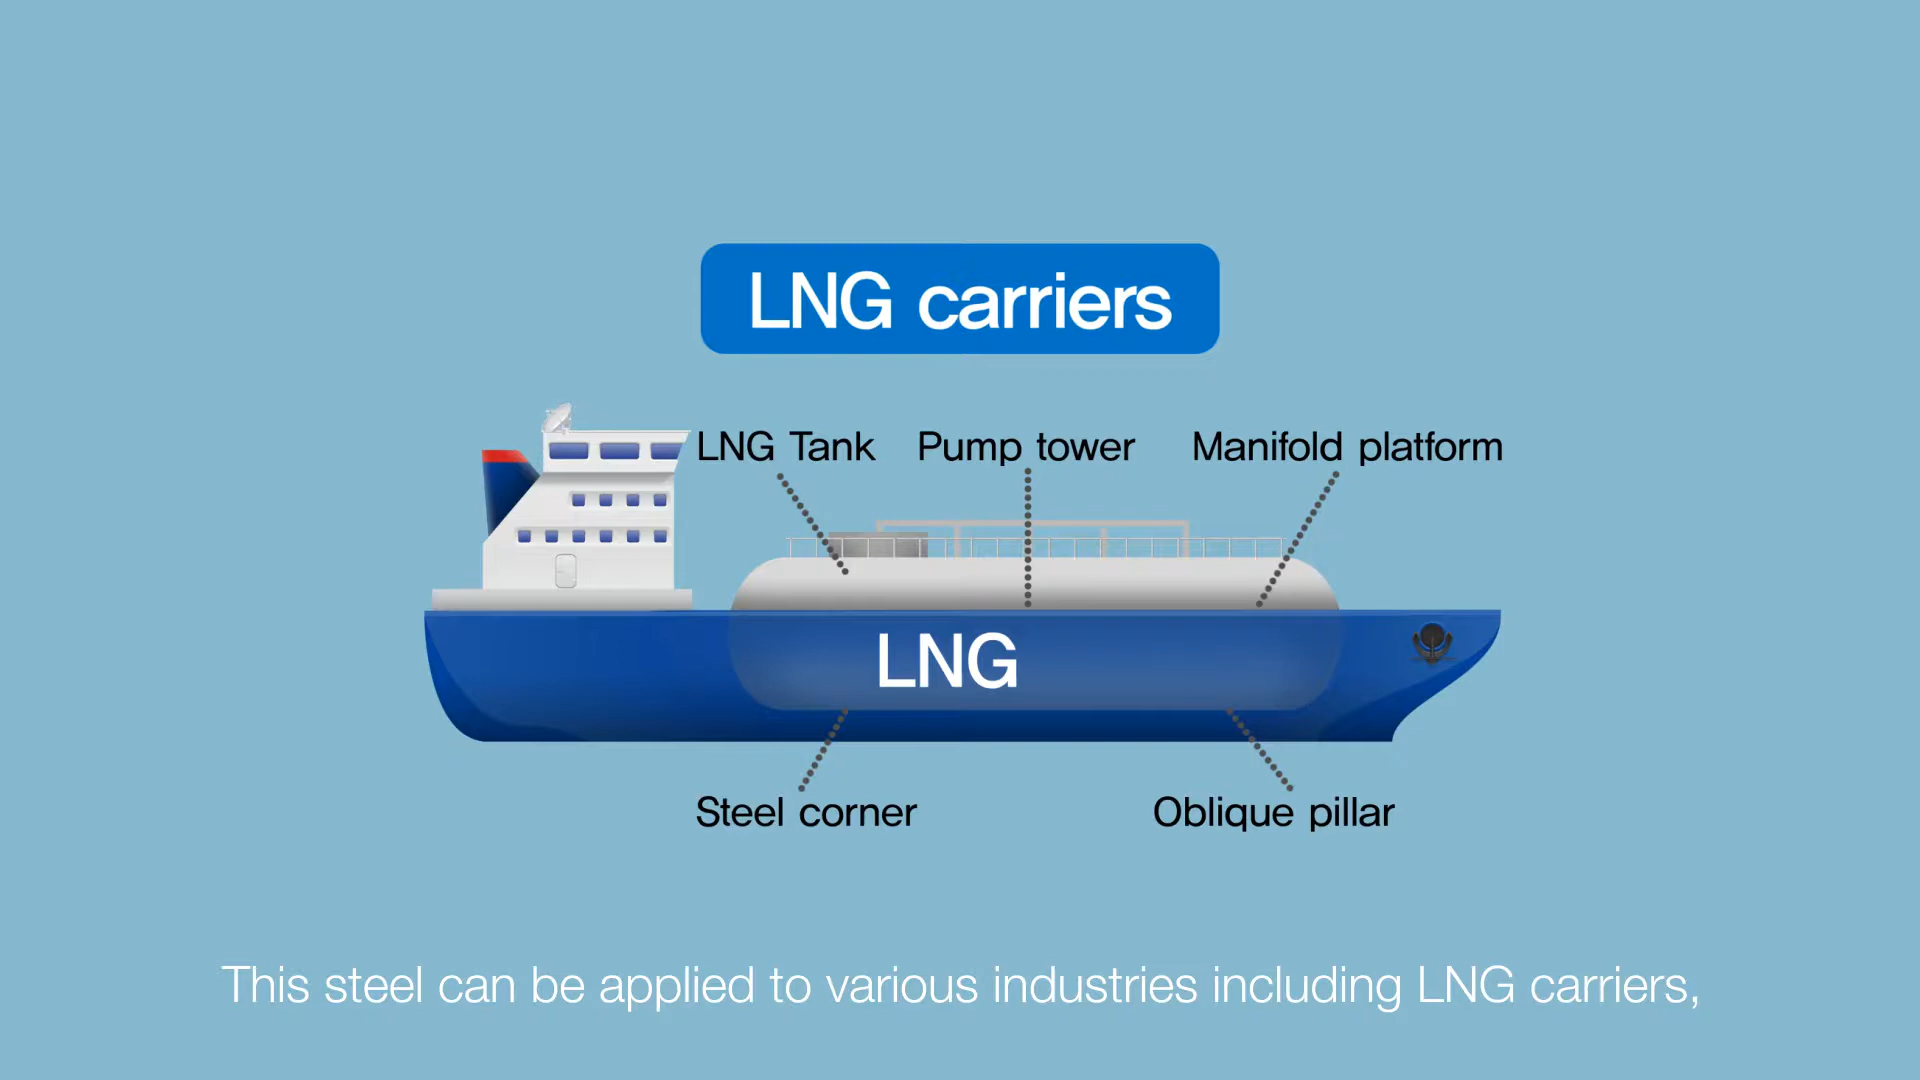 LNG carriers
LNG Tank
Pump tower
Manifold platform
LNG
Steel corner
Oblique pillar
This steel can be applied to various industries including LNG carriers,